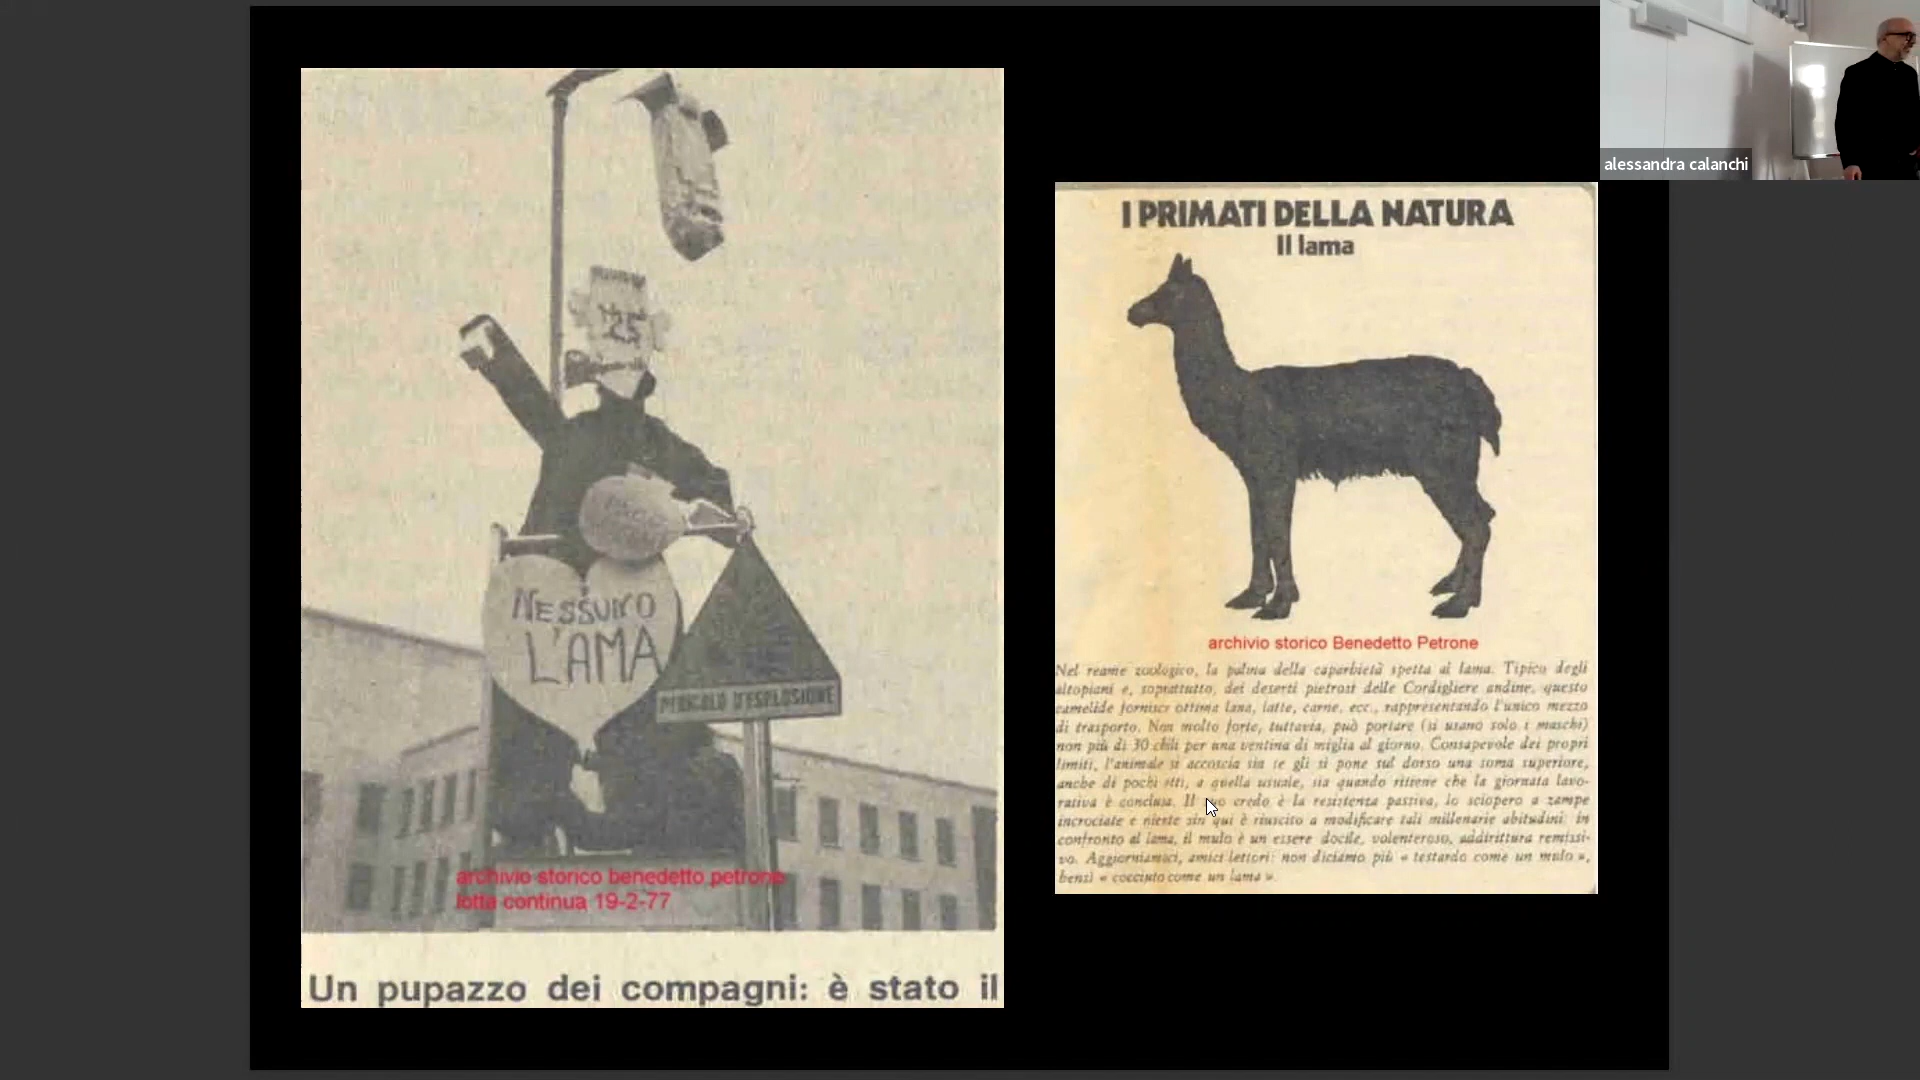 alessandra calanchi
25
NESSUNO
L'AMA
PERICOLO D'ESPLOSIONE
archivio storico benedetto petrone
lotta continua 19-2-77
Un pupazzo dei compagni: è stato il
I PRIMATI DELLA NATURA
Il lama
archivio storico Benedetto Petrone
Nel reame zoologico, la palma della caparbietà spetta al lama. Tipico degli
altopiani e, soprattutto, dei deserti pietrosi delle Cordigliere andine, questo
camelide fornisce ottima lana, latte, carne, ecc., rappresentando l'unico mezzo
di trasporto. Non molto forte, tuttavia, può portare (si usano solo i maschi)
non più di 30 chili per una ventina di miglia al giorno. Consapevole dei propri
limiti, l'animale si accoscia sia se gli si pone sul dorso una soma superiore,
anche di pochi etti, a quella usuale, sia quando ritiene che la giornata lavo-
rativa è conclusa. Il suo credo è la resistenza passiva, lo sciopero a zampe
incrociate e niente sin qui è riuscito a modificare tali millenarie abitudini: in
confronto al lama, il mulo è un essere docile, volenteroso, addirittura remissi-
vo. Aggiorniamoci, amici lettori: non diciamo più « testardo come un mulo »,
bensì « cocciuto come un lama ».